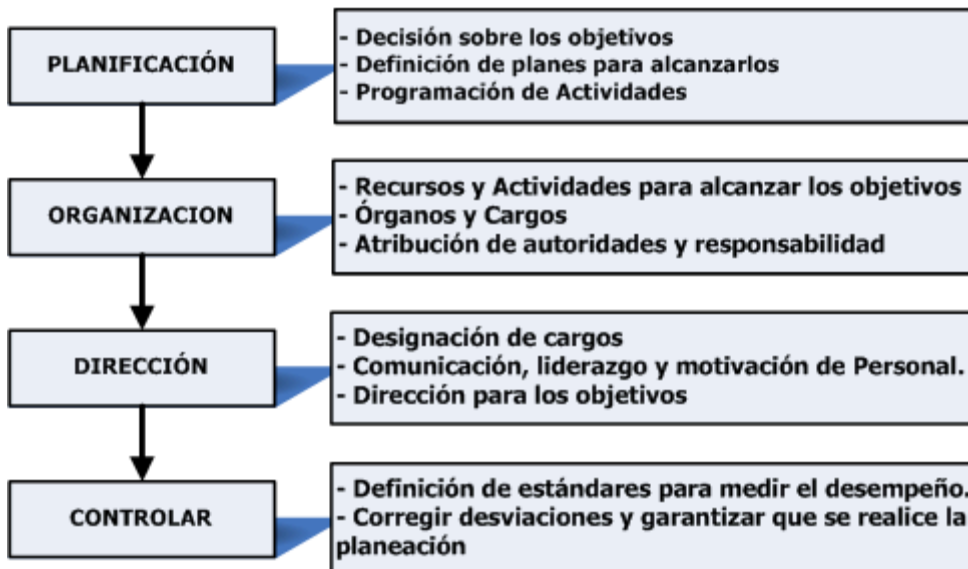 PLANIFICACIÓN
- Decisión sobre los objetivos
- Definición de planes para alcanzarlos
- Programación de Actividades
ORGANIZACION
- Recursos y Actividades para alcanzar los objetivos
- Órganos y Cargos
- Atribución de autoridades y responsabilidad
DIRECCIÓN
- Designación de cargos
- Comunicación, liderazgo y motivación de Personal.
- Dirección para los objetivos
CONTROLAR
- Definición de estándares para medir el desempeño.
- Corregir desviaciones y garantizar que se realice la
planeación